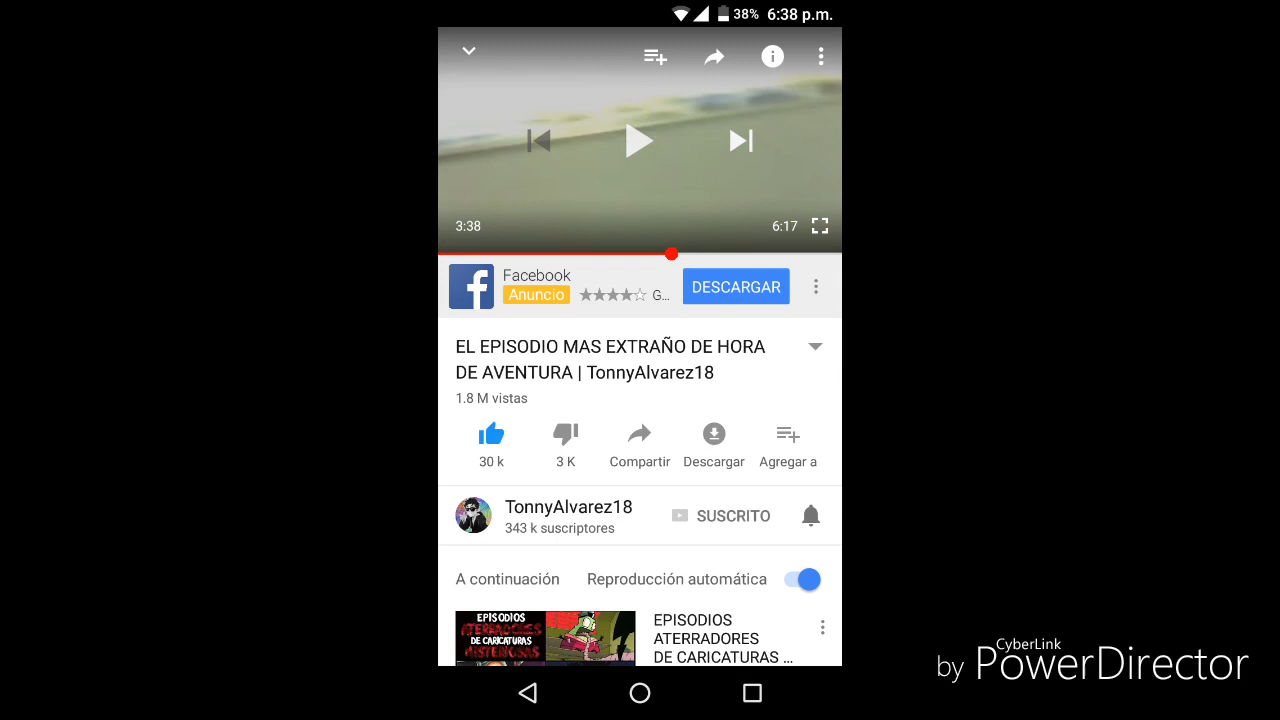 38% 6:38 p.m.
3:38 6:17
Facebook
Anuncio G...
DESCARGAR
EL EPISODIO MAS EXTRAÑO DE HORA
DE AVENTURA | TonnyAlvarez18
1.8 M vistas
30 k 3 K Compartir Descargar Agregar a
TonnyAlvarez18
343 k suscriptores
SUSCRITO
A continuación Reproducción automática
EPISODIOS
ATERRADORES
DE CARICATURAS
MISTERIOSAS
EPISODIOS
ATERRADORES
DE CARICATURAS ...
CyberLink
by PowerDirector